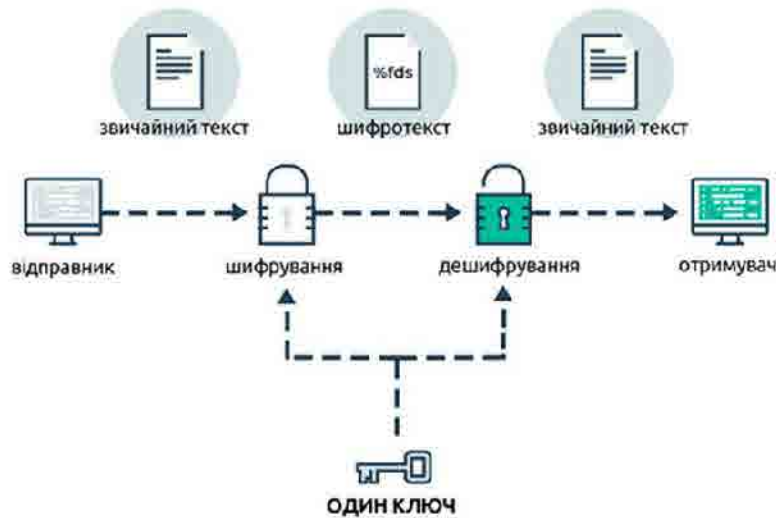 %fds
звичайний текст
шифротекст
звичайний текст
відправник
шифрування
дешифрування
отримувач
ОДИН КЛЮЧ